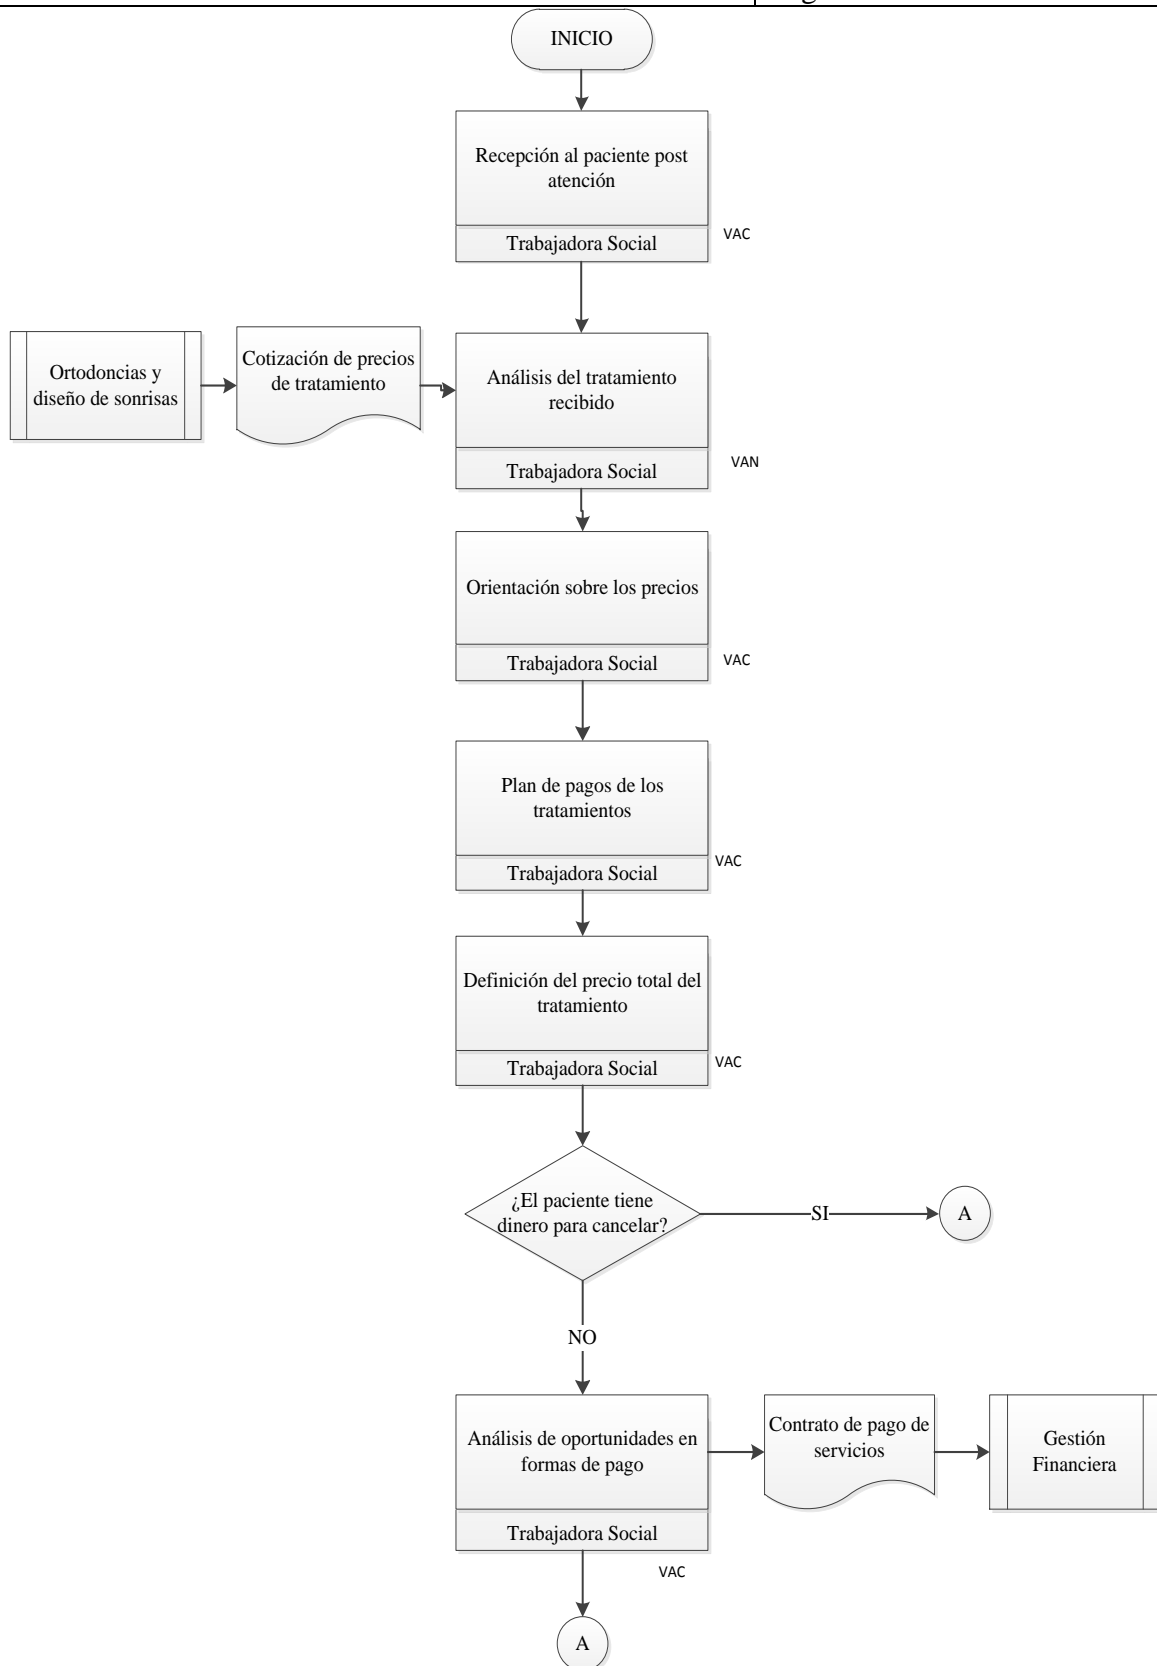 INICIO
Recepción al paciente post
atención
Trabajadora Social
VAC
Ortodoncias y
diseño de sonrisas
Cotización de precios
de tratamiento
Análisis del tratamiento
recibido
Trabajadora Social
VAN
Orientación sobre los precios
Trabajadora Social
VAC
Plan de pagos de los
tratamientos
Trabajadora Social
VAC
Definición del precio total del
tratamiento
Trabajadora Social
VAC
¿El paciente tiene
dinero para cancelar?
SI
A
NO
Análisis de oportunidades en
formas de pago
Trabajadora Social
VAC
Contrato de pago de
servicios
Gestión
Financiera
A